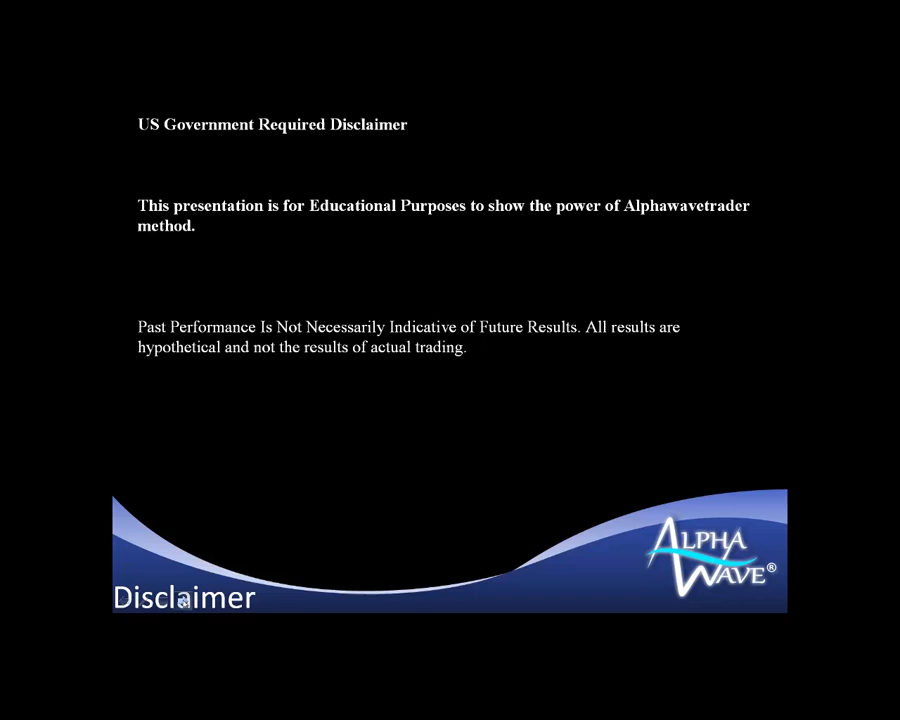 US Government Required Disclaimer
This presentation is for Educational Purposes to show the power of Alphawavetrader
method.
Past Performance Is Not Necessarily Indicative of Future Results. All results are
hypothetical and not the results of actual trading.
ALPHA
WAVE®
Disclaimer